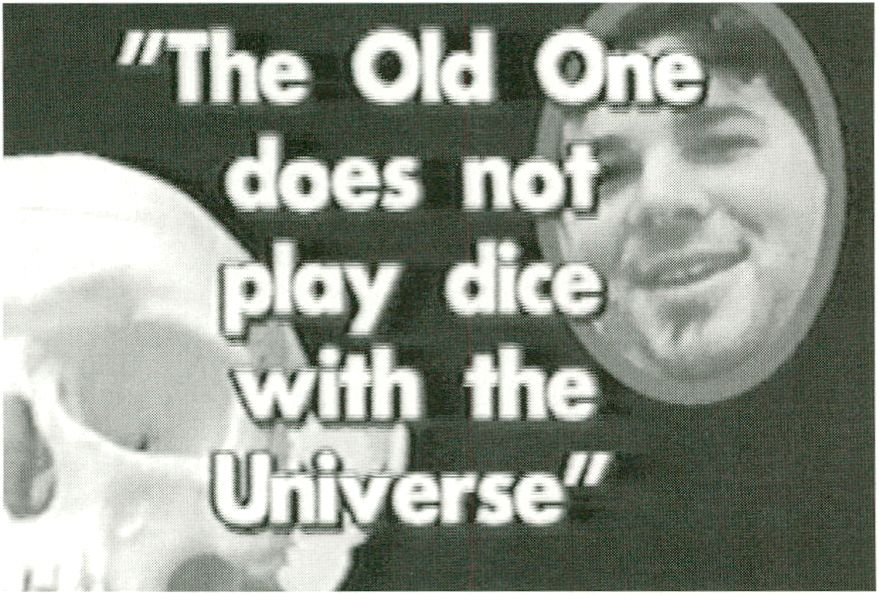 "The Old One
does not
play dice
with the
Universe"